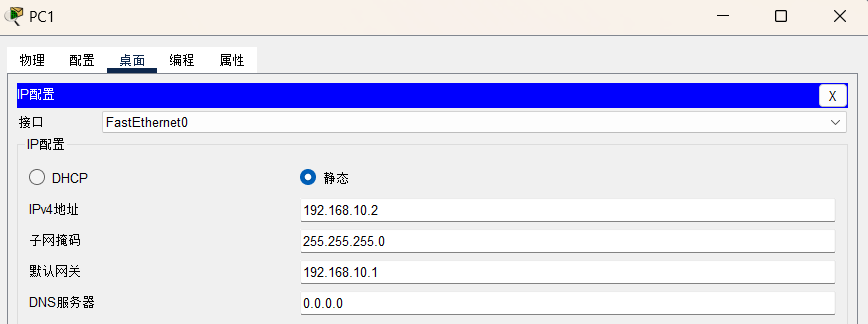 PC1
物理 配置 桌面 编程 属性
IP配置 X
接口 FastEthernet0
IP配置
DHCP 静态
IPv4地址 192.168.10.2
子网掩码 255.255.255.0
默认网关 192.168.10.1
DNS服务器 0.0.0.0